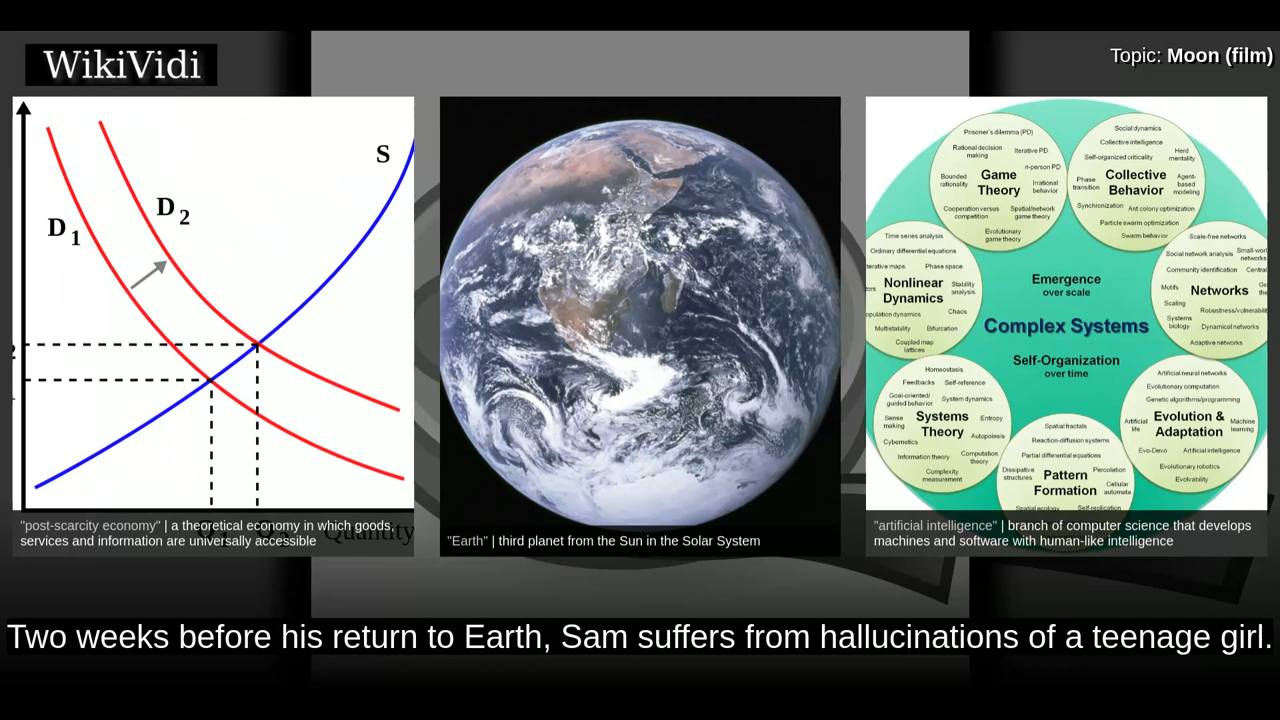 WikiVidi
Topic: Moon (film)
S
D2
D1
Quantity
"post-scarcity economy" | a theoretical economy in which goods,
services and information are universally accessible
"Earth" | third planet from the Sun in the Solar System
Prisoner's dilemma (PD)
Rational decision
making
Iterative PD
n-person PD
Bounded
rationality
Game
Theory
Irrational
behavior
Cooperation versus
competition
Spatial/network
game theory
Evolutionary
game theory
Social dynamics
Collective intelligence
Self-organized criticality
Herd
mentality
Phase
transition
Collective
Behavior
Agent-
based
modeling
Synchronization
Ant colony optimization
Particle swarm optimization
Swarm behavior
Time series analysis
Ordinary differential equations
Phase space
Nonlinear
Dynamics
Stability
analysis
Chaos
Multistability
Bifurcation
Coupled map
lattices
Emergence
over scale
Complex Systems
Self-Organization
over time
Scale-free networks
Social network analysis
Community identification
Motifs
Networks
Scaling
Systems
biology
Dynamical networks
Adaptive networks
Homeostasis
Feedbacks
Self-reference
Goal-oriented/
guided behavior
System dynamics
Sense
making
Systems
Theory
Entropy
Cybernetics
Autopoiesis
Information theory
Computation
theory
Complexity
measurement
Spatial fractals
Reaction-diffusion systems
Partial differential equations
Dissipative
structures
Pattern
Formation
Percolation
Cellular
automata
Spatial ecology
Self-replication
Artificial neural networks
Evolutionary computation
Genetic algorithms/programming
Artificial
life
Evolution &
Adaptation
Machine
learning
Evo-Devo
Artificial intelligence
Evolutionary robotics
Evolvability
"artificial intelligence" | branch of computer science that develops
machines and software with human-like intelligence
Two weeks before his return to Earth, Sam suffers from hallucinations of a teenage girl.